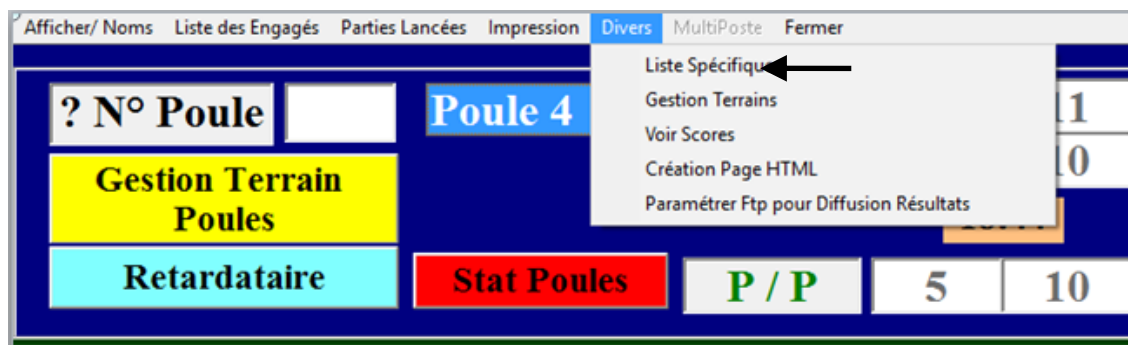 Afficher/ Noms Liste des Engagés Parties Lancées Impression Divers MultiPoste Fermer
Liste Spécifique
Gestion Terrains
Voir Scores
Création Page HTML
Paramétrer Ftp pour Diffusion Résultats
? N° Poule Poule 4 11
10
Gestion Terrain
Poules
Retardataire Stat Poules P / P 5 10